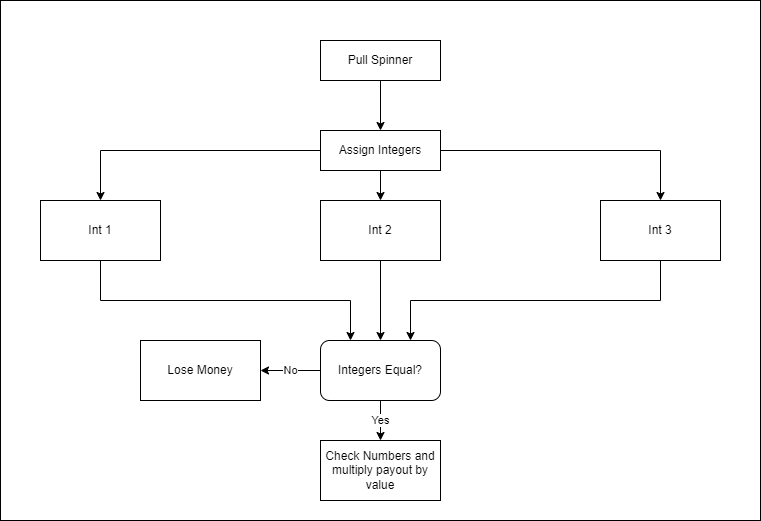 Pull Spinner
Assign Integers
Int 1
Int 2
Int 3
Lose Money
No
Integers Equal?
Yes
Check Numbers and
multiply payout by
value